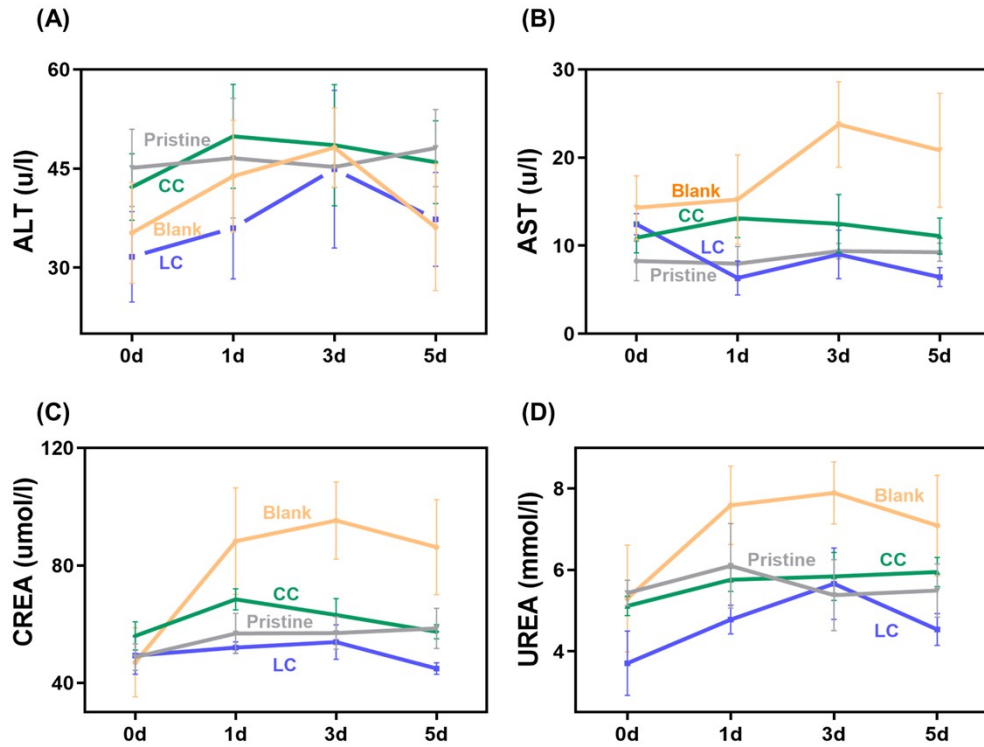 (A)
ALT (u/l)
60
45
30
Pristine
CC
Blank
LC
0d 1d 3d 5d
(B)
AST (u/l)
30
20
10
0
Blank
CC
LC
Pristine
0d 1d 3d 5d
(C)
CREA (umol/l)
120
80
40
Blank
CC
Pristine
LC
0d 1d 3d 5d
(D)
UREA (mmol/l)
8
6
4
Blank
Pristine
CC
LC
0d 1d 3d 5d